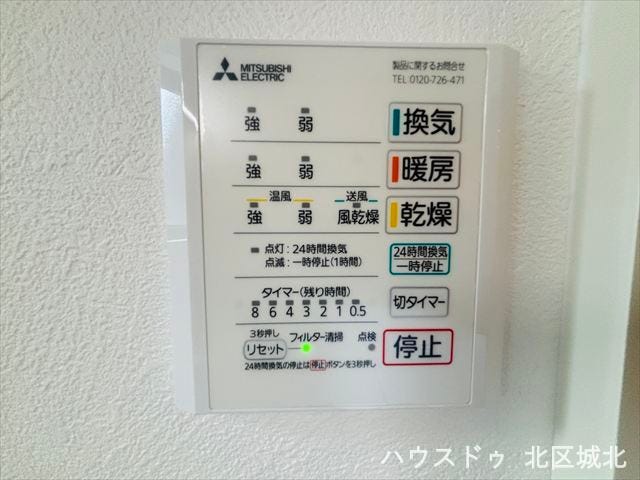 MITSUBISHI
ELECTRIC
製品に関するお問合せ
TEL 0120-726-471
強 弱 換気
強 弱 暖房
温風 送風
強 弱 風乾燥 乾燥
点灯:24時間換気
点滅:一時停止(1時間)
24時間換気
一時停止
タイマー(残り時間)
8 6 4 3 2 1 0.5
切タイマー
3秒押し
リセット フィルター清掃 点検
停止
24時間換気の停止は停止ボタンを3秒押し
ハウスドゥ 北区城北